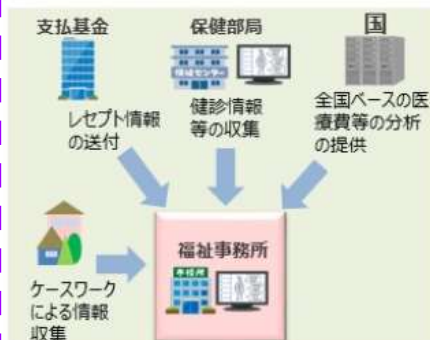 支払基金
保健部局
国
レセプト情報
の送付
健診情報
等の収集
全国ベースの医
療費等の分析
の提供
福祉事務所
ケースワーク
による情報
収集